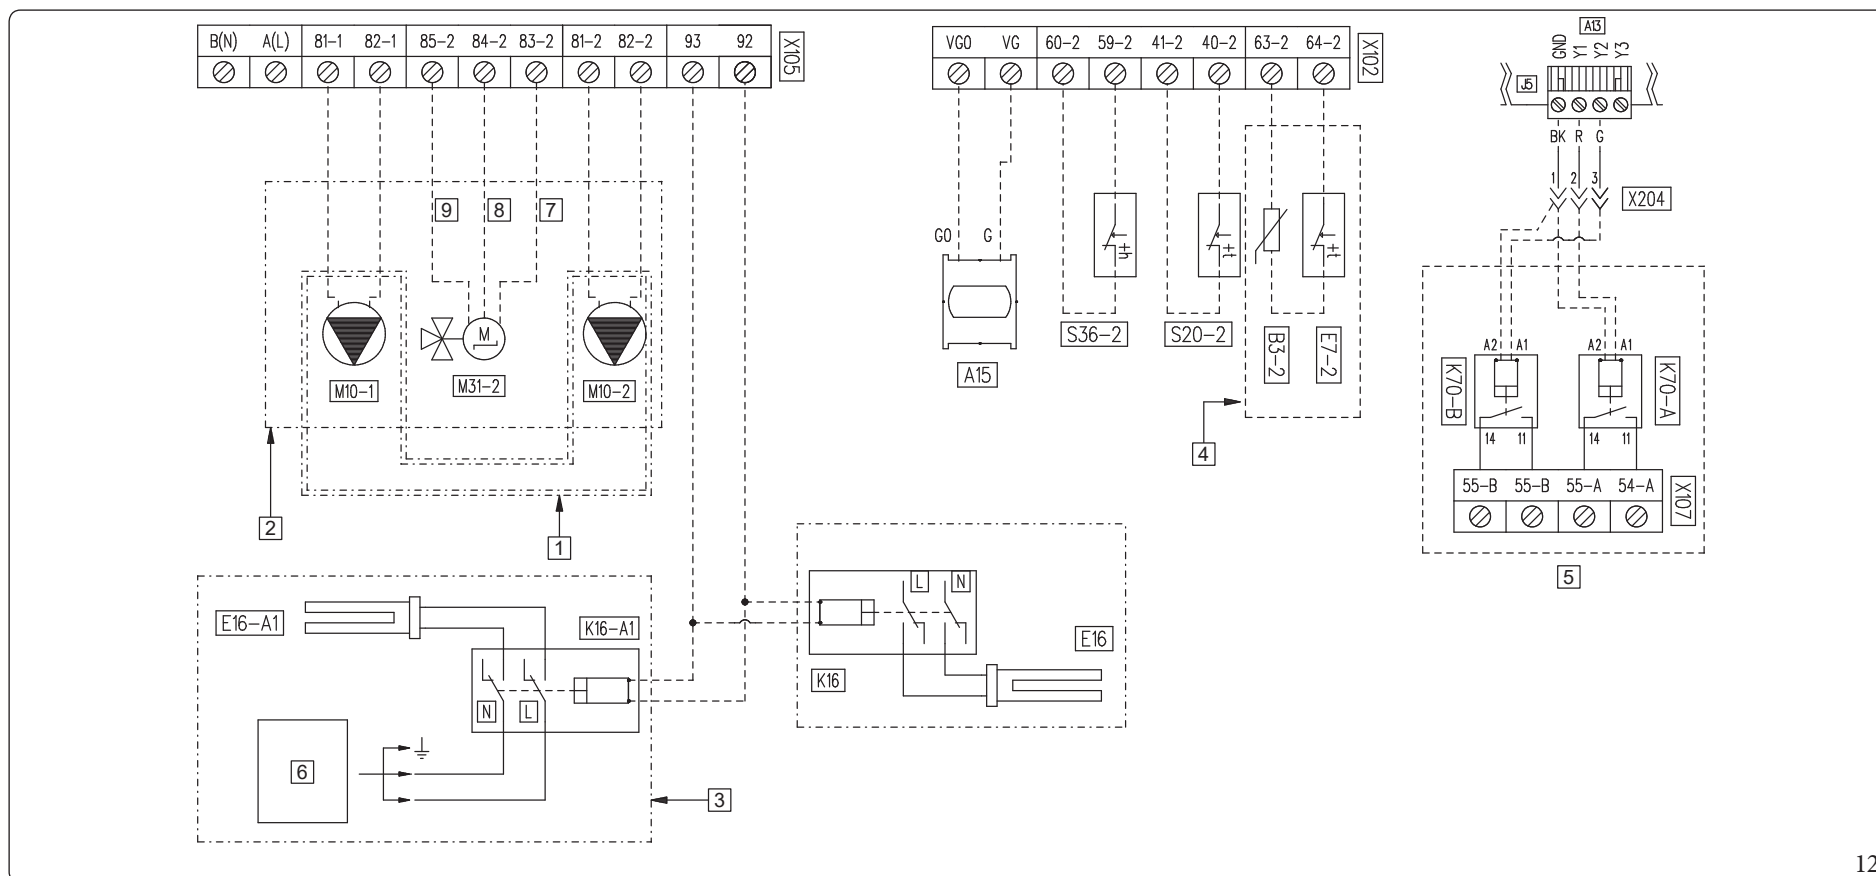 B(N) A(L) 81-1 82-1 85-2 84-2 83-2 81-2 82-2 93 92
X105
9 8 7
M
M10-1 M31-2 M10-2
2
1
E16-A1
K16-A1
N L
6
3
L N
K16
E16
VG0 VG 60-2 59-2 41-2 40-2 63-2 64-2
X102
th
tt
tt
G0 G
A15
S36-2
S20-2
B3-2
E7-2
4
A13
GND Y1 Y2 Y3
J5
BK R G
1 2 3
X204
A2 A1 A2 A1
K70-B
K70-A
14 11 14 11
55-B 55-B 55-A 54-A
X107
5
12